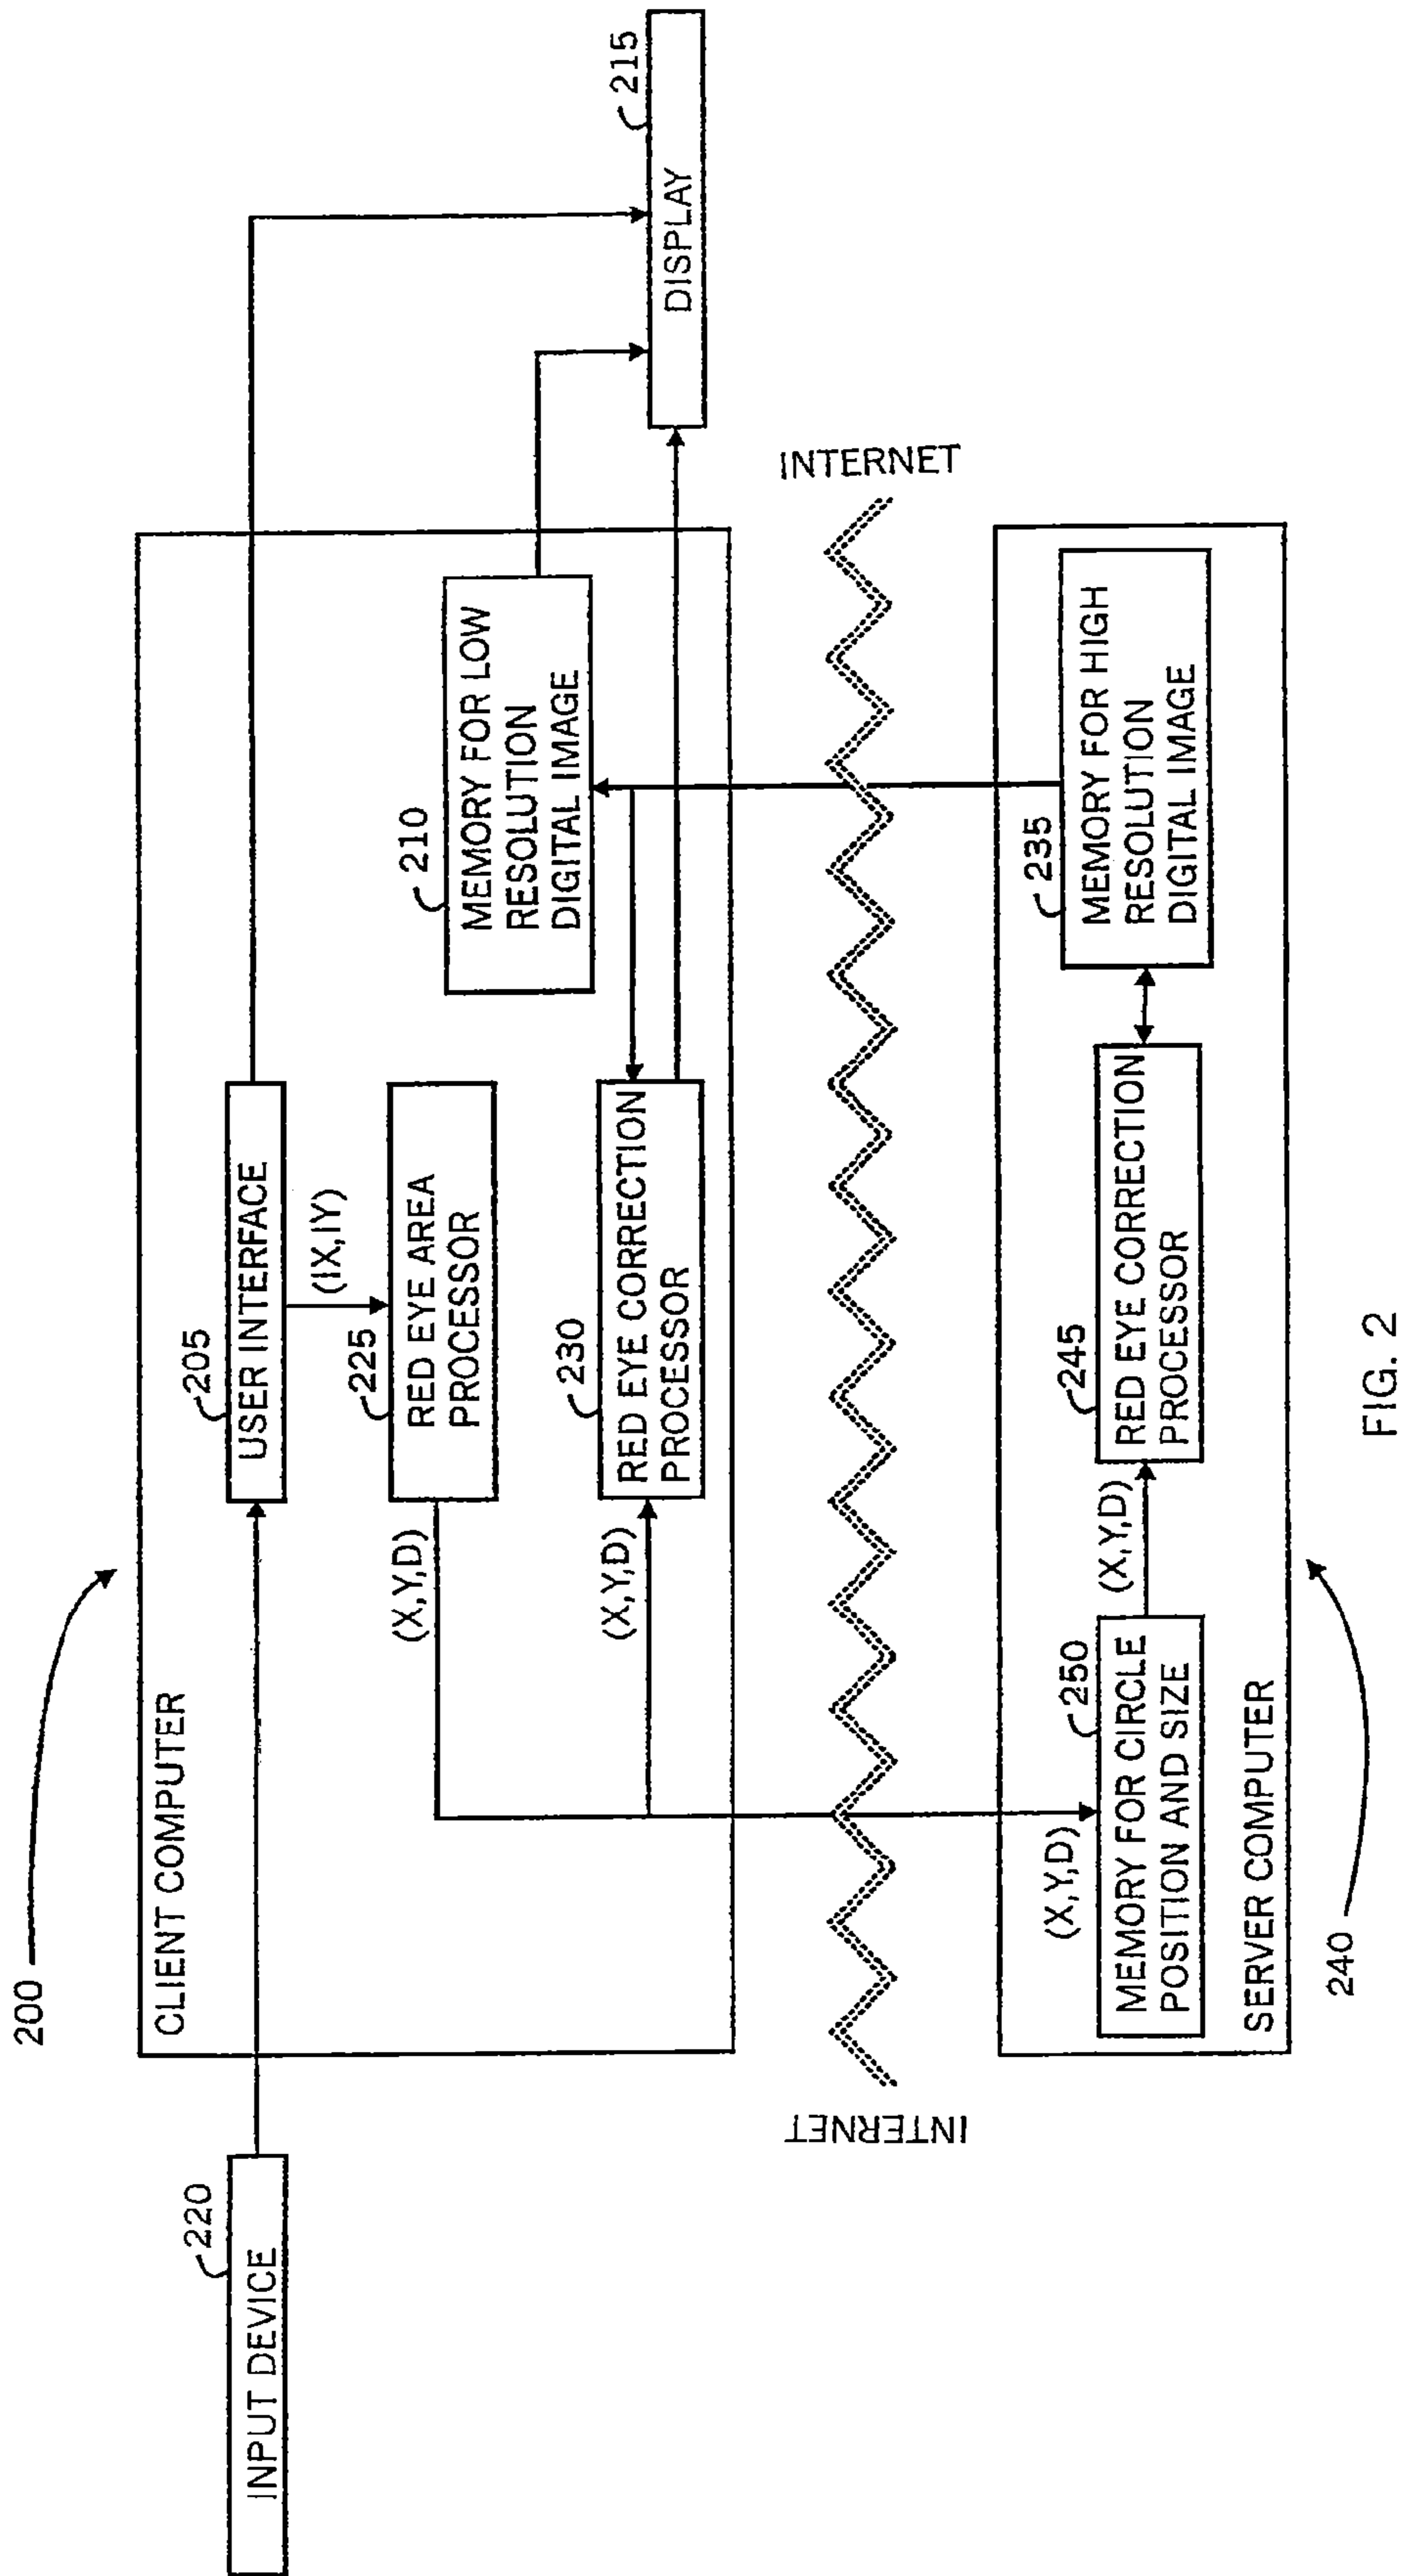 200
CLIENT COMPUTER
220
INPUT DEVICE
205
USER INTERFACE
(IX,IY)
225
RED EYE AREA
PROCESSOR
(X,Y,D)
230
RED EYE CORRECTION
PROCESSOR
(X,Y,D)
210
MEMORY FOR LOW
RESOLUTION
DIGITAL IMAGE
215
DISPLAY
INTERNET
INTERNET
(X,Y,D)
250
MEMORY FOR CIRCLE
POSITION AND SIZE
(X,Y,D)
245
RED EYE CORRECTION
PROCESSOR
235
MEMORY FOR HIGH
RESOLUTION
DIGITAL IMAGE
SERVER COMPUTER
240
FIG. 2